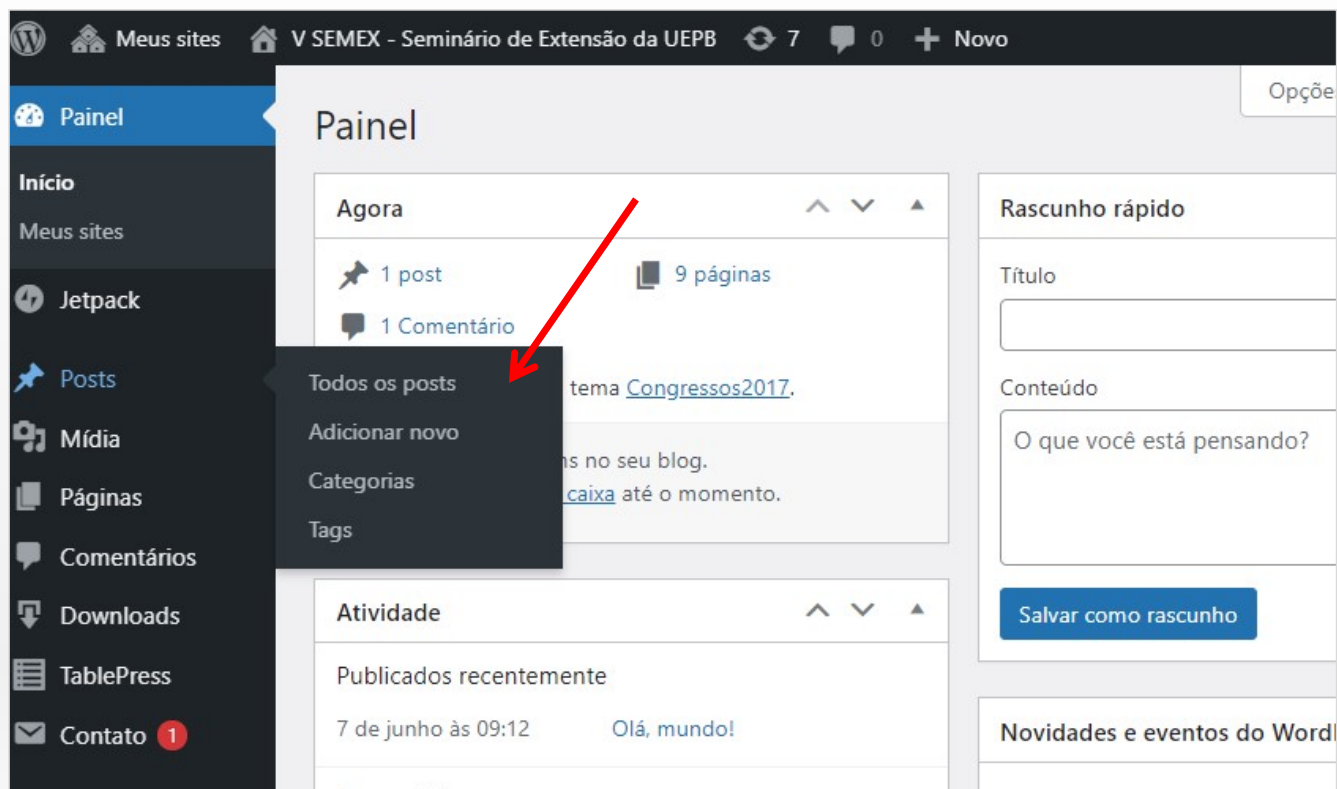 Meus sites V SEMEX - Seminário de Extensão da UEPB 7 0 Novo
Painel
Início
Meus sites
Jetpack
Posts
Mídia
Páginas
Comentários
Downloads
TablePress
Contato 1
Todos os posts
Adicionar novo
Categorias
Tags
Painel
Agora
1 post 9 páginas
1 Comentário
tema Congressos2017.
no seu blog.
caixa até o momento.
Atividade
Publicados recentemente
7 de junho às 09:12 Olá, mundo!
Rascunho rápido
Título
Conteúdo
O que você está pensando?
Salvar como rascunho
Novidades e eventos do